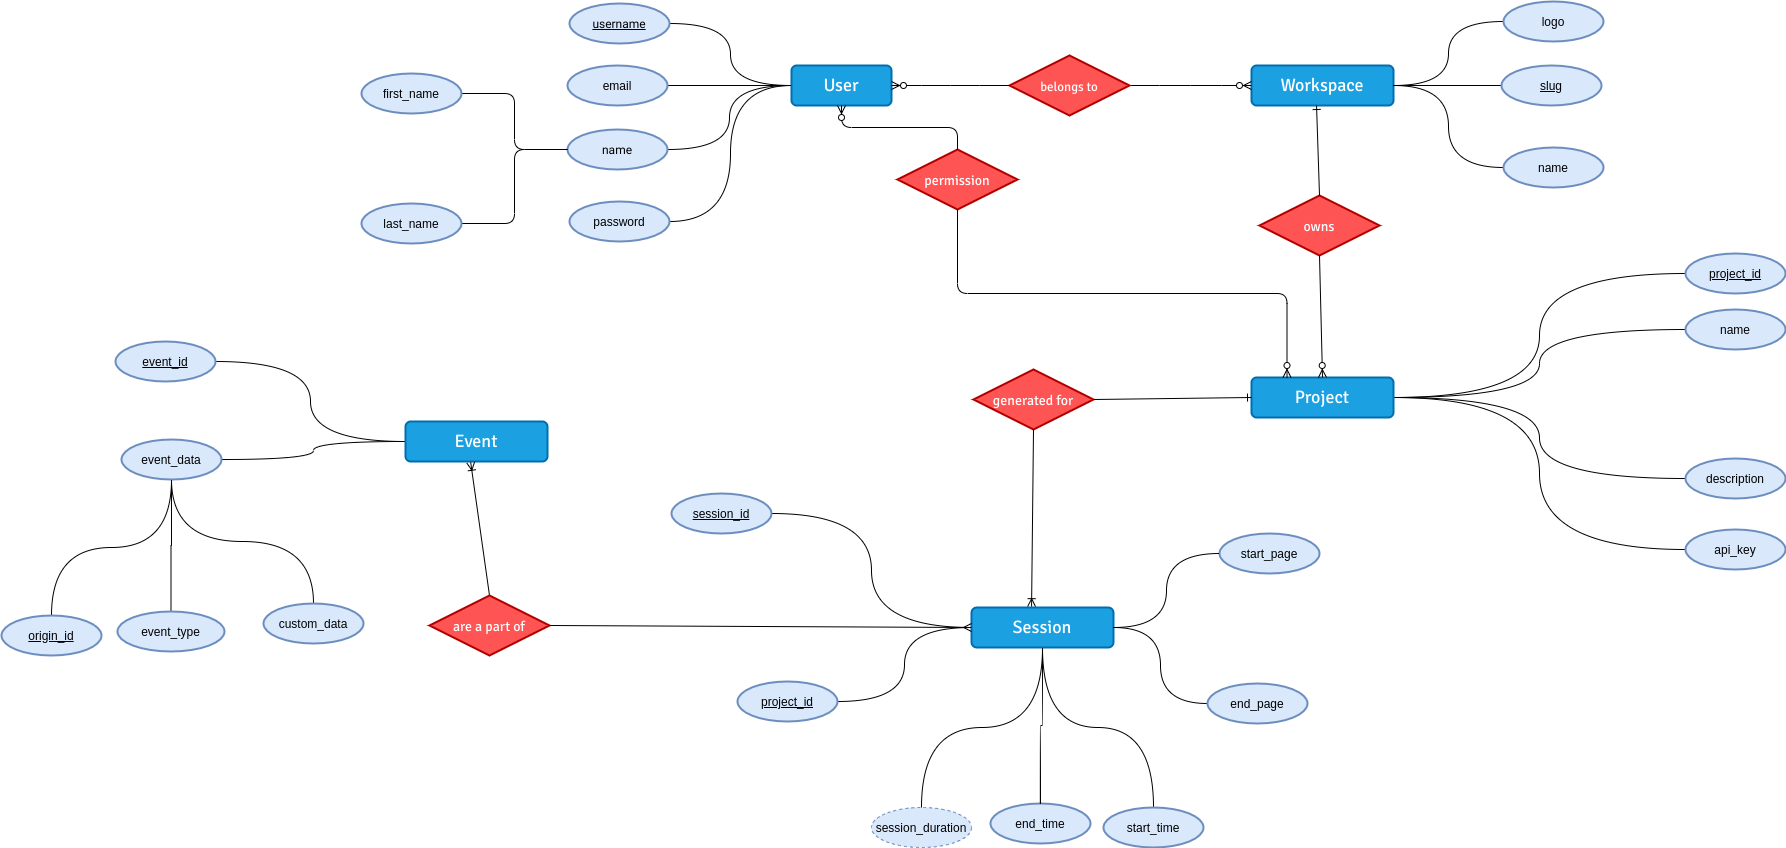 username
logo
email
User
belongs to
Workspace
slug
first_name
name
permission
name
last_name
password
owns
project_id
name
event_id
generated for
Project
Event
event_data
description
session_id
start_page
api_key
origin_id
event_type
custom_data
are a part of
Session
project_id
end_page
session_duration
end_time
start_time